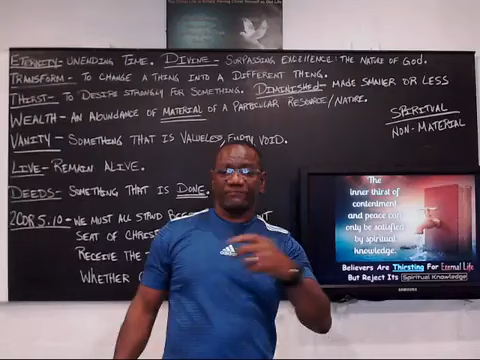 ETERNITY- UNENDING TIME. DIVINE- SURPASSING EXCELLENCE: THE NATURE OF GOD.
TRANSFORM- TO CHANGE A THING INTO A DIFFERENT THING.
THIRST- TO DESIRE STRONGLY FOR SOMETHING. DIMINISHED- MADE SMALLER OR LESS
WEALTH- AN ABUNDANCE OF MATERIAL OF A PARTICULAR RESOURCE/NATURE.
SPIRITUAL
NON-MATERIAL
VANITY- SOMETHING THAT IS VALUELESS, EMPTY, VOID.
LIVE- REMAIN ALIVE.
DEEDS- SOMETHING THAT IS DONE.
2COR 5.10- WE MUST ALL STAND
SEAT OF CHRIST
RECEIVE THE
WHETHER
adidas
The
inner thirst of
contentment
and peace can
only be satisfied
by spiritual
knowledge.
Believers Are Thirsting For Eternal Life
But Reject Its Spiritual Knowledge
SAMSUNG